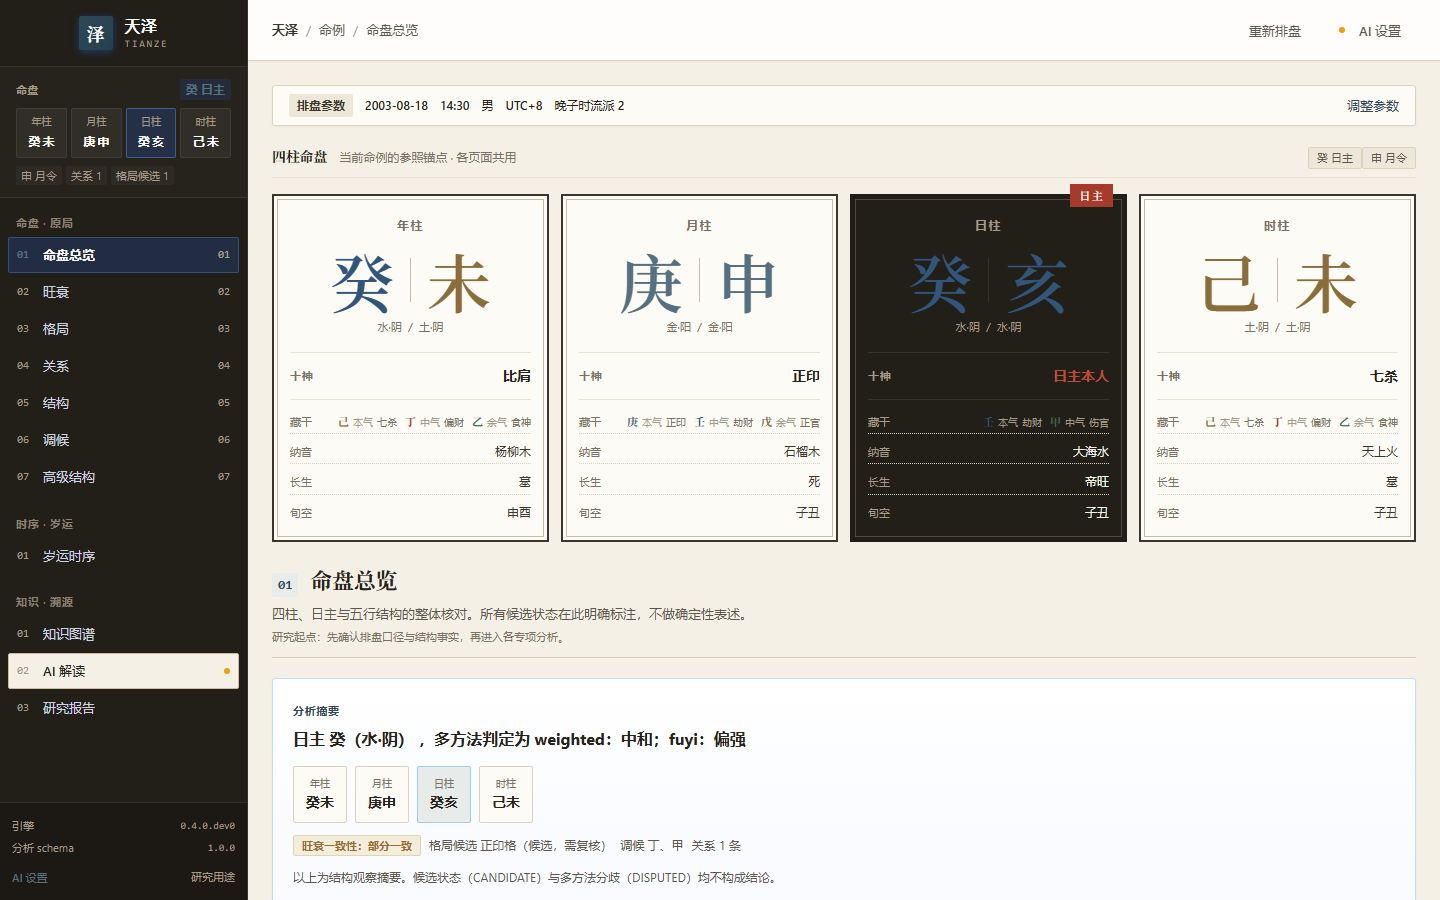 泽 天泽
TIANZE
命盘 癸 日主
年柱 月柱 日柱 时柱
癸未 庚申 癸亥 己未
申 月令 关系 1 格局候选 1
命盘 · 原局
01 命盘总览 01
02 旺衰 02
03 格局 03
04 关系 04
05 结构 05
06 调候 06
07 高级结构 07
时序 · 岁运
01 岁运时序
知识 · 溯源
01 知识图谱
02 AI 解读
03 研究报告
引擎 0.4.0.dev0
分析 schema 1.0.0
AI 设置 研究用途
天泽 / 命例 / 命盘总览 重新排盘 AI 设置
排盘参数 2003-08-18 14:30 男 UTC+8 晚子时流派 2 调整参数
四柱命盘 当前命例的参照锚点 · 各页面共用 癸 日主 申 月令
年柱
癸 未
水·阴 / 土·阴
十神 比肩
藏干 己 本气 七杀 丁 中气 偏财 乙 余气 食神
纳音 杨柳木
长生 墓
旬空 申酉
月柱
庚 申
金·阳 / 金·阳
十神 正印
藏干 庚 本气 正印 壬 中气 劫财 戊 余气 正官
纳音 石榴木
长生 死
旬空 子丑
日主
日柱
癸 亥
水·阴 / 水·阴
十神 日主本人
藏干 壬 本气 劫财 甲 中气 伤官
纳音 大海水
长生 帝旺
旬空 子丑
时柱
己 未
土·阴 / 土·阴
十神 七杀
藏干 己 本气 七杀 丁 中气 偏财 乙 余气 食神
纳音 天上火
长生 墓
旬空 子丑
01 命盘总览
四柱、日主与五行结构的整体核对。所有候选状态在此明确标注，不做确定性表述。
研究起点：先确认排盘口径与结构事实，再进入各专项分析。
分析摘要
日主 癸（水·阴） ，多方法判定为 weighted：中和；fuyi：偏强
年柱 月柱 日柱 时柱
癸未 庚申 癸亥 己未
旺衰一致性：部分一致 格局候选 正印格（候选，需复核） 调候 丁、甲 关系 1 条
以上为结构观察摘要。候选状态（CANDIDATE）与多方法分歧（DISPUTED）均不构成结论。